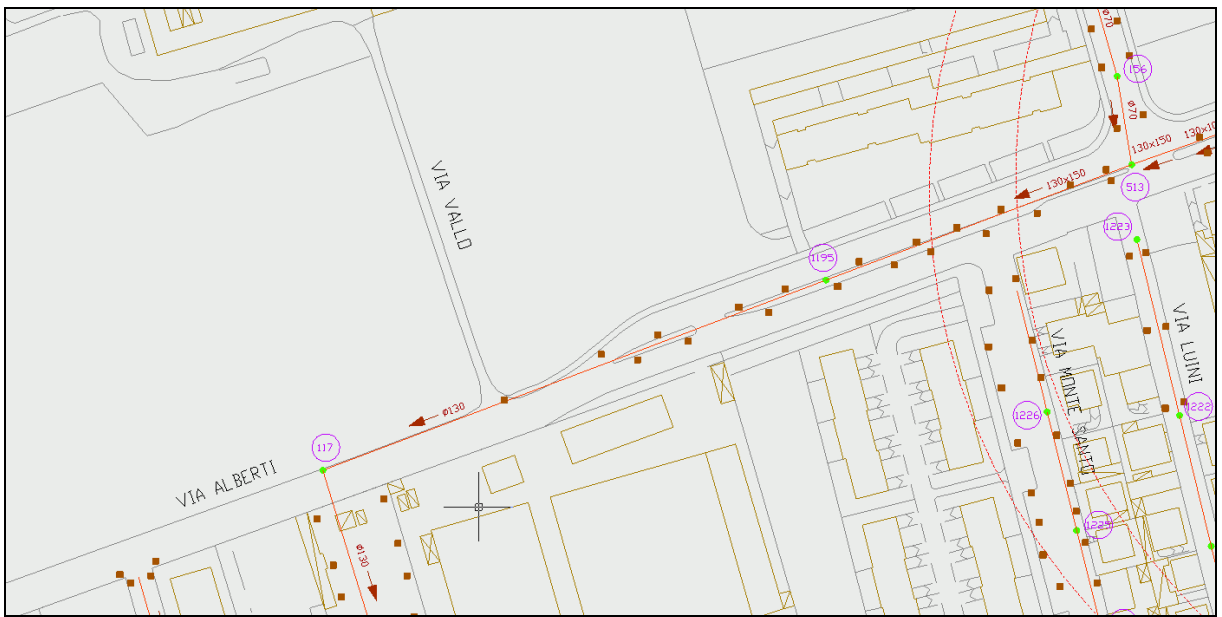 ø70
156
ø70
130x150
130x150
513
1223
1195
VIA VALLO
VIA LUINI
VIA MONTE SANTO
1222
1226
ø130
117
VIA ALBERTI
1225
ø130